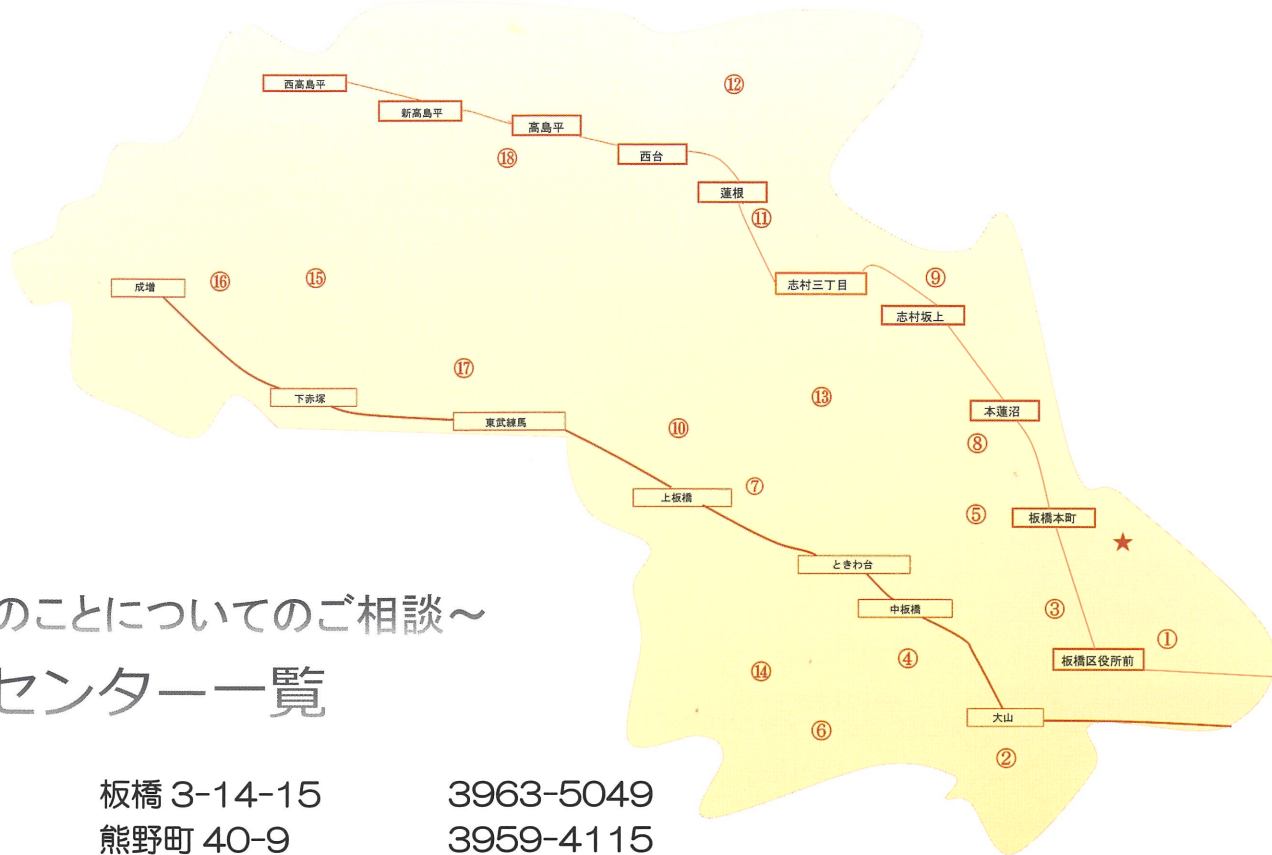 ⑫
西高島平
新高島平
高島平
西台
⑱
蓮根
⑪
成増
⑯
⑮
志村三丁目
⑨
志村坂上
⑰
下赤塚
東武練馬
⑬
本蓮沼
⑩
⑧
上板橋
⑦
⑤
板橋本町
★
ときわ台
中板橋
③
①
のことについてのご相談~
④
板橋区役所前
⑭
センター一覧
大山
⑥
②
板橋 3-14-15 3963-5049
熊野町 40-9 3959-4115